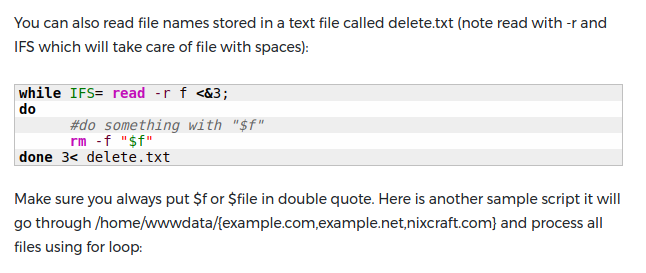 You can also read file names stored in a text file called delete.txt (note read with -r and
IFS which will take care of file with spaces):
while IFS= read -r f <&3;
do
        #do something with "$f"
        rm -f "$f"
done 3< delete.txt
Make sure you always put $f or $file in double quote. Here is another sample script it will
go through /home/wwwdata/{example.com,example.net,nixcraft.com} and process all
files using for loop: